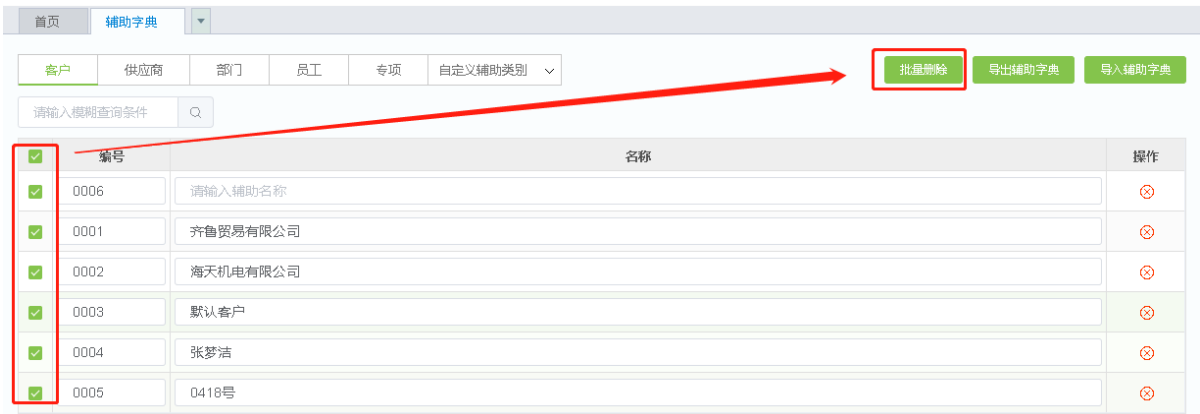 首页 辅助字典
客户 供应商 部门 员工 专项 自定义辅助类别 批量删除 导出辅助字典 导入辅助字典
请输入模糊查询条件
编号 名称 操作
0006 请输入辅助名称
0001 齐鲁贸易有限公司
0002 海天机电有限公司
0003 默认客户
0004 张梦洁
0005 0418号